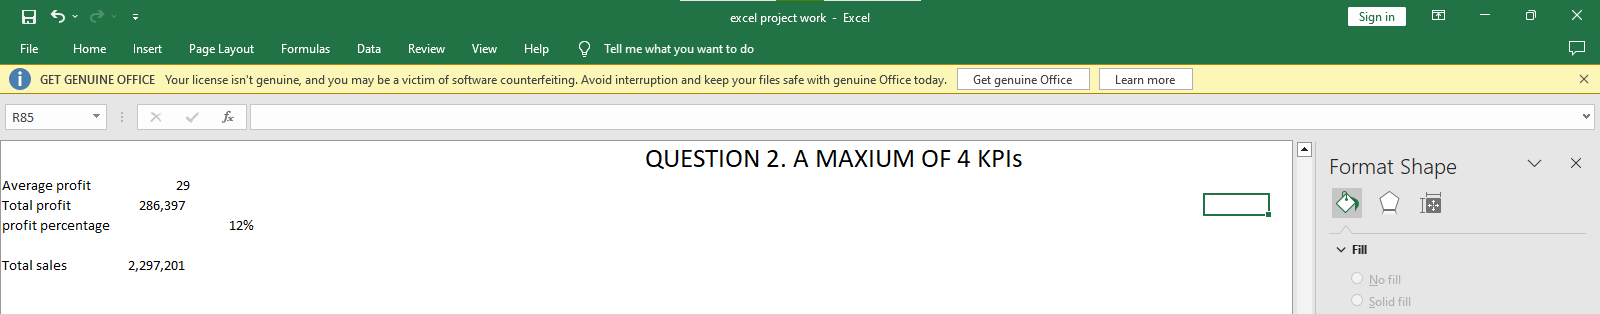 excel project work - Excel
Sign in
File Home Insert Page Layout Formulas Data Review View Help Tell me what you want to do
GET GENUINE OFFICE Your license isn't genuine, and you may be a victim of software counterfeiting. Avoid interruption and keep your files safe with genuine Office today. Get genuine Office Learn more
R85 fx
QUESTION 2. A MAXIUM OF 4 KPIs
Average profit 29
Total profit 286,397
profit percentage 12%
Total sales 2,297,201
Format Shape
Fill
No fill
Solid fill